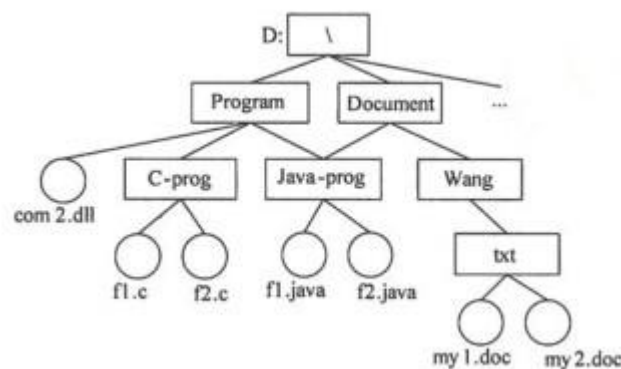 D: \
Program Document ...
C-prog Java-prog Wang
com 2.dll
txt
f1.c f2.c f1.java f2.java
my 1.doc my 2.doc